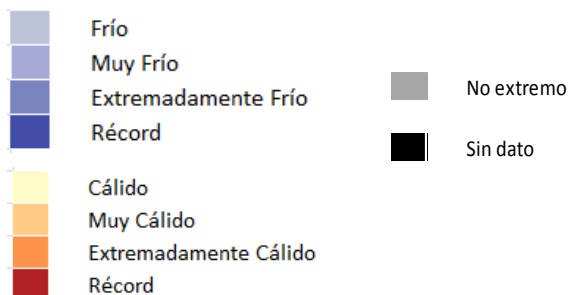 Frío
Muy Frío
Extremadamente Frío
Récord
Cálido
Muy Cálido
Extremadamente Cálido
Récord
No extremo
Sin dato